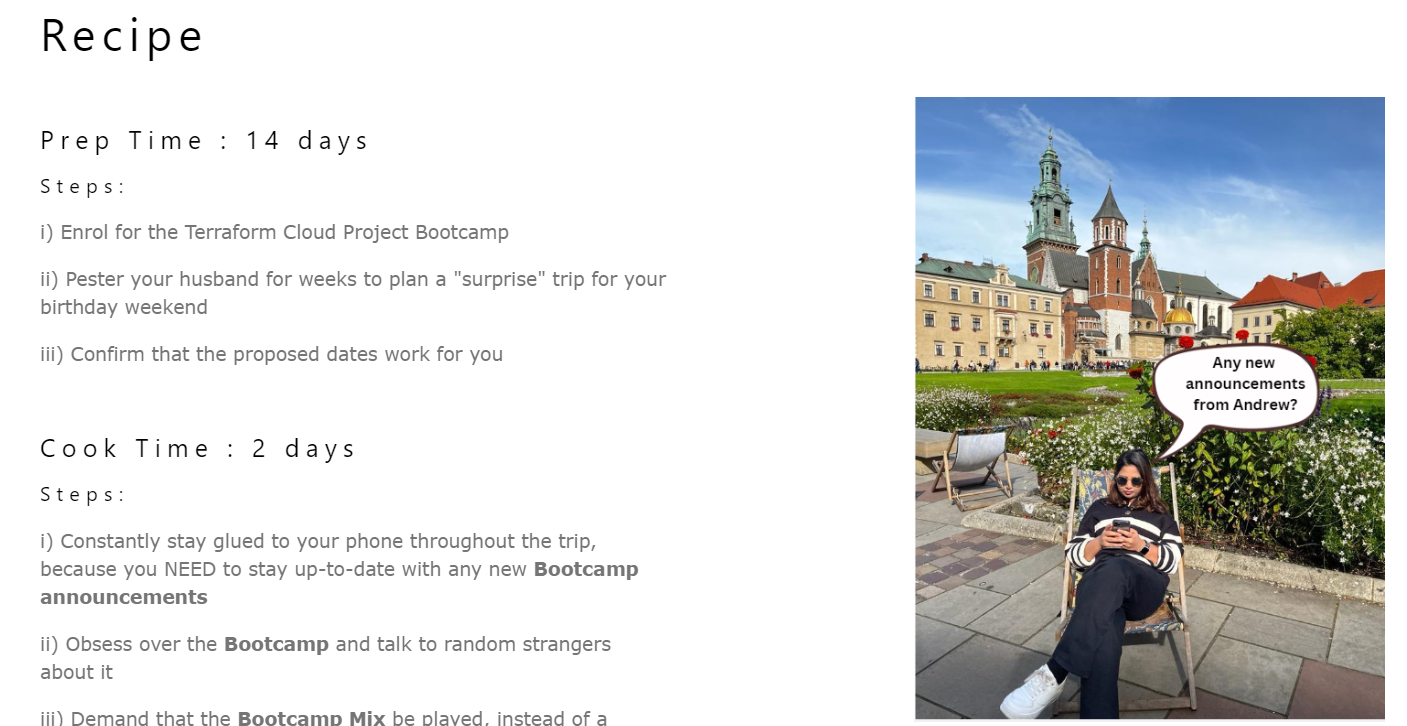 Recipe
Prep Time : 14 days
Steps:
i) Enrol for the Terraform Cloud Project Bootcamp
ii) Pester your husband for weeks to plan a "surprise" trip for your
birthday weekend
iii) Confirm that the proposed dates work for you
Cook Time : 2 days
Steps:
i) Constantly stay glued to your phone throughout the trip,
because you NEED to stay up-to-date with any new Bootcamp
announcements
ii) Obsess over the Bootcamp and talk to random strangers
about it
iii) Demand that the Bootcamp Mix be played, instead of a
Any new
announcements
from Andrew?